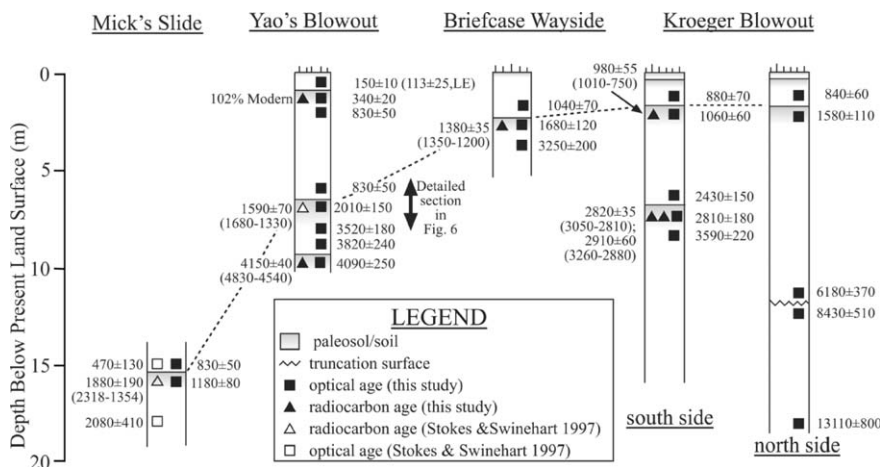 Mick's Slide
Yao's Blowout
Briefcase Wayside
Kroeger Blowout
Depth Below Present Land Surface (m)
0
5
10
15
20
470±130
830±50
1880±190
1180±80
(2318-1354)
2080±410
150±10 (113±25,LE)
102% Modern
340±20
830±50
830±50
1590±70
2010±150
(1680-1330)
3520±180
3820±240
4150±40
4090±250
(4830-4540)
Detailed
section
in
Fig. 6
1040±70
1380±35
1680±120
(1350-1200)
3250±200
980±55
(1010-750)
880±70
1060±60
2430±150
2820±35
2810±180
(3050-2810);
2910±60
3590±220
(3260-2880)
south side
840±60
1580±110
6180±370
8430±510
13110±800
north side
LEGEND
paleosol/soil
truncation surface
optical age (this study)
radiocarbon age (this study)
radiocarbon age (Stokes &Swinehart 1997)
optical age (Stokes & Swinehart 1997)